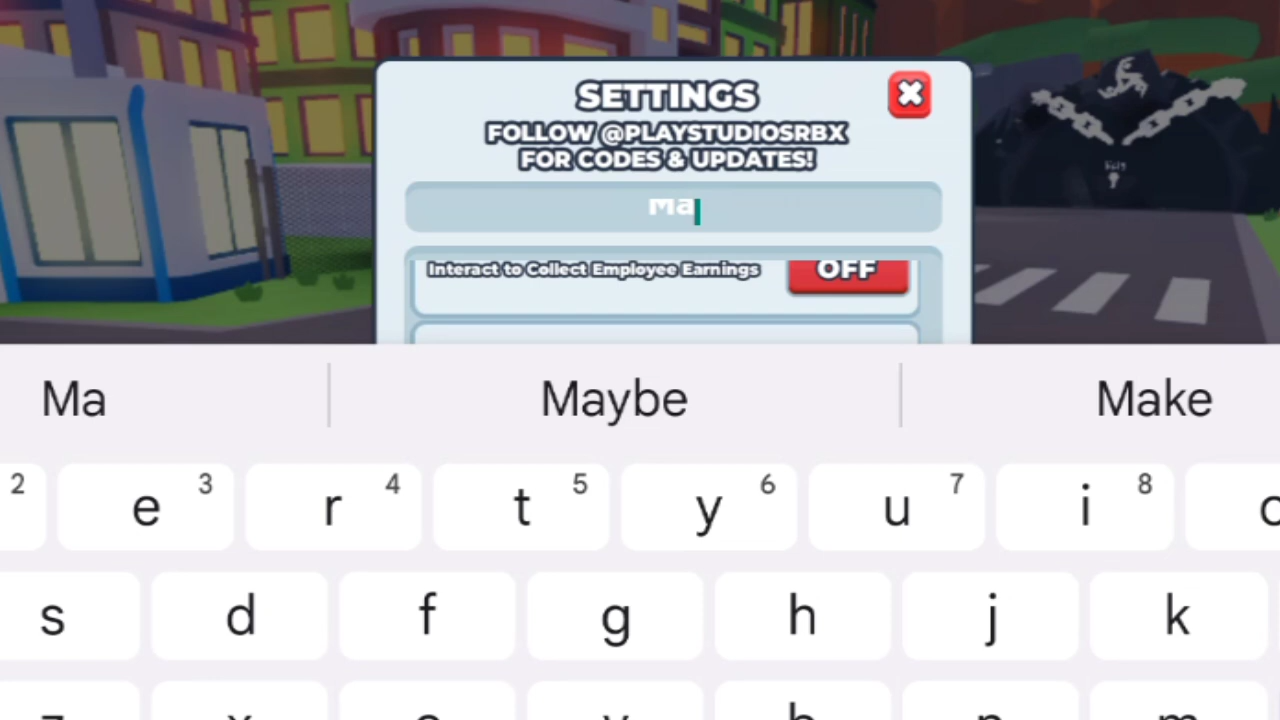 SETTINGS
FOLLOW @PLAYSTUDIOSRBX
FOR CODES & UPDATES!
Ma
Interact to Collect Employee Earnings OFF
Ma Maybe Make
2 e 3 r 4 t 5 y 6 u 7 i 8
s d f g h j k
z x c v b n m